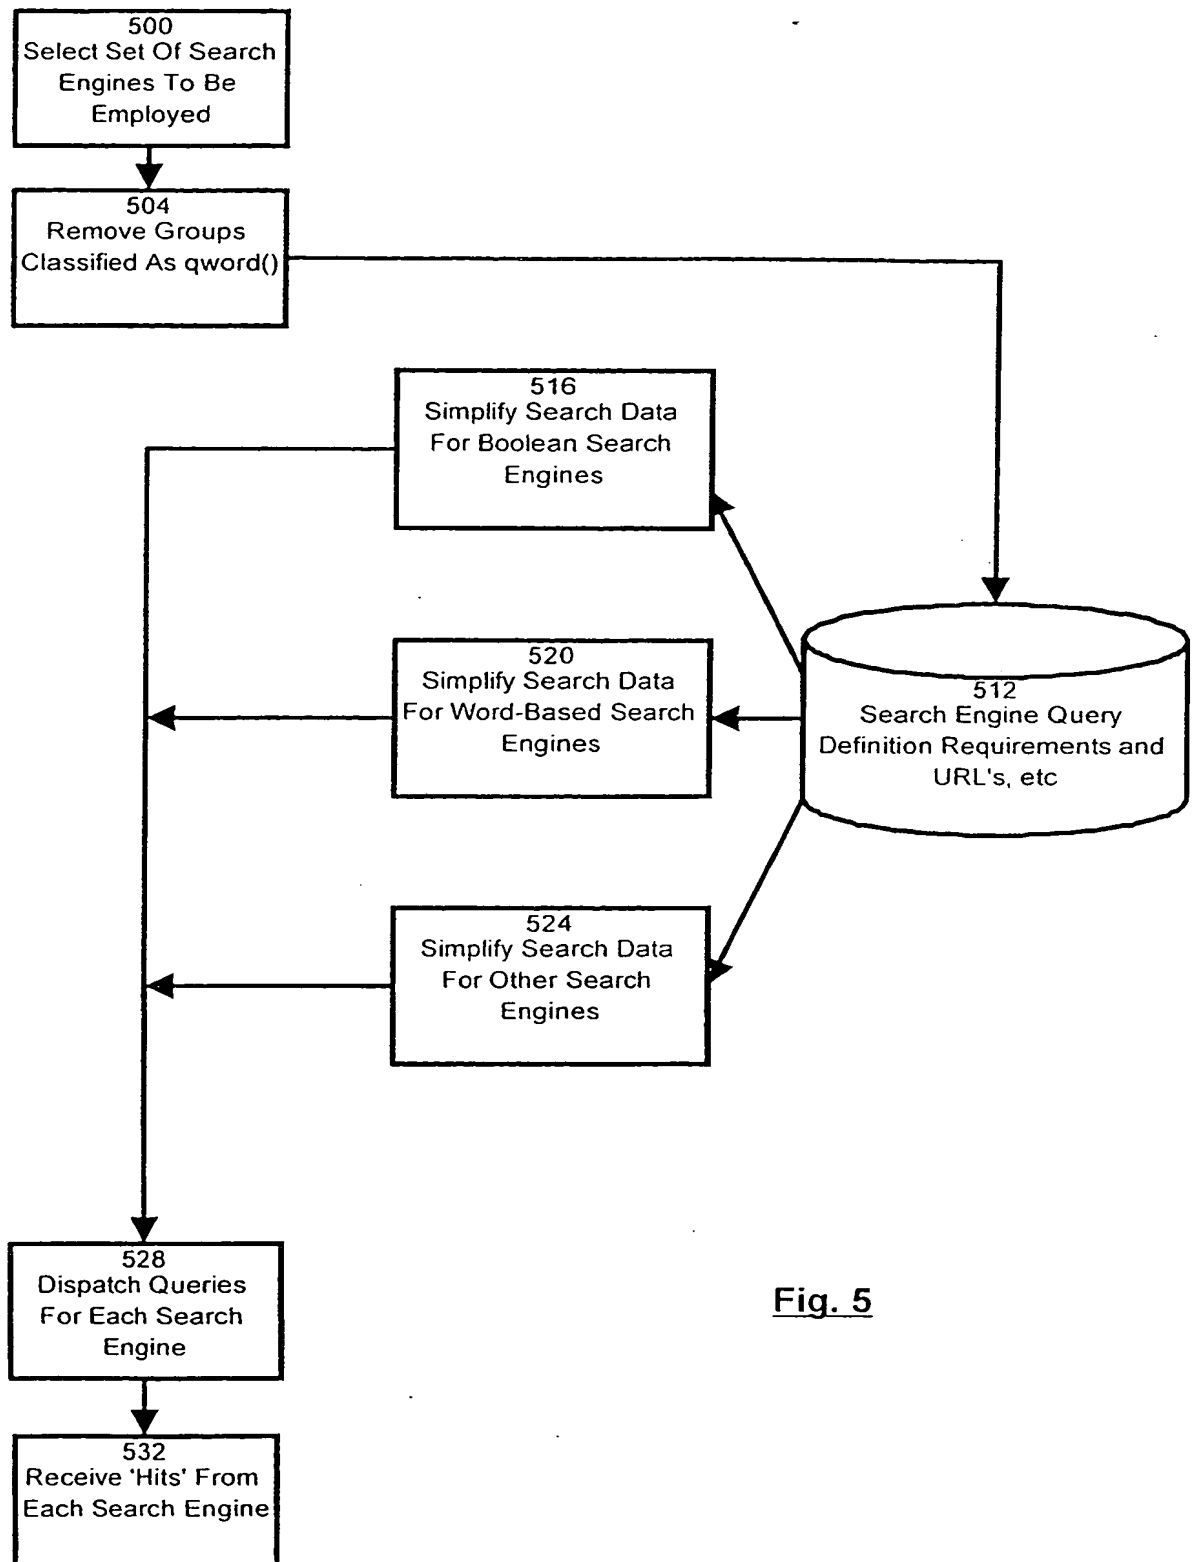 500
Select Set Of Search
Engines To Be
Employed
504
Remove Groups
Classified As qword()
516
Simplify Search Data
For Boolean Search
Engines
520
Simplify Search Data
For Word-Based Search
Engines
512
Search Engine Query
Definition Requirements and
URL's, etc
524
Simplify Search Data
For Other Search
Engines
528
Dispatch Queries
For Each Search
Engine
Fig. 5
532
Receive 'Hits' From
Each Search Engine